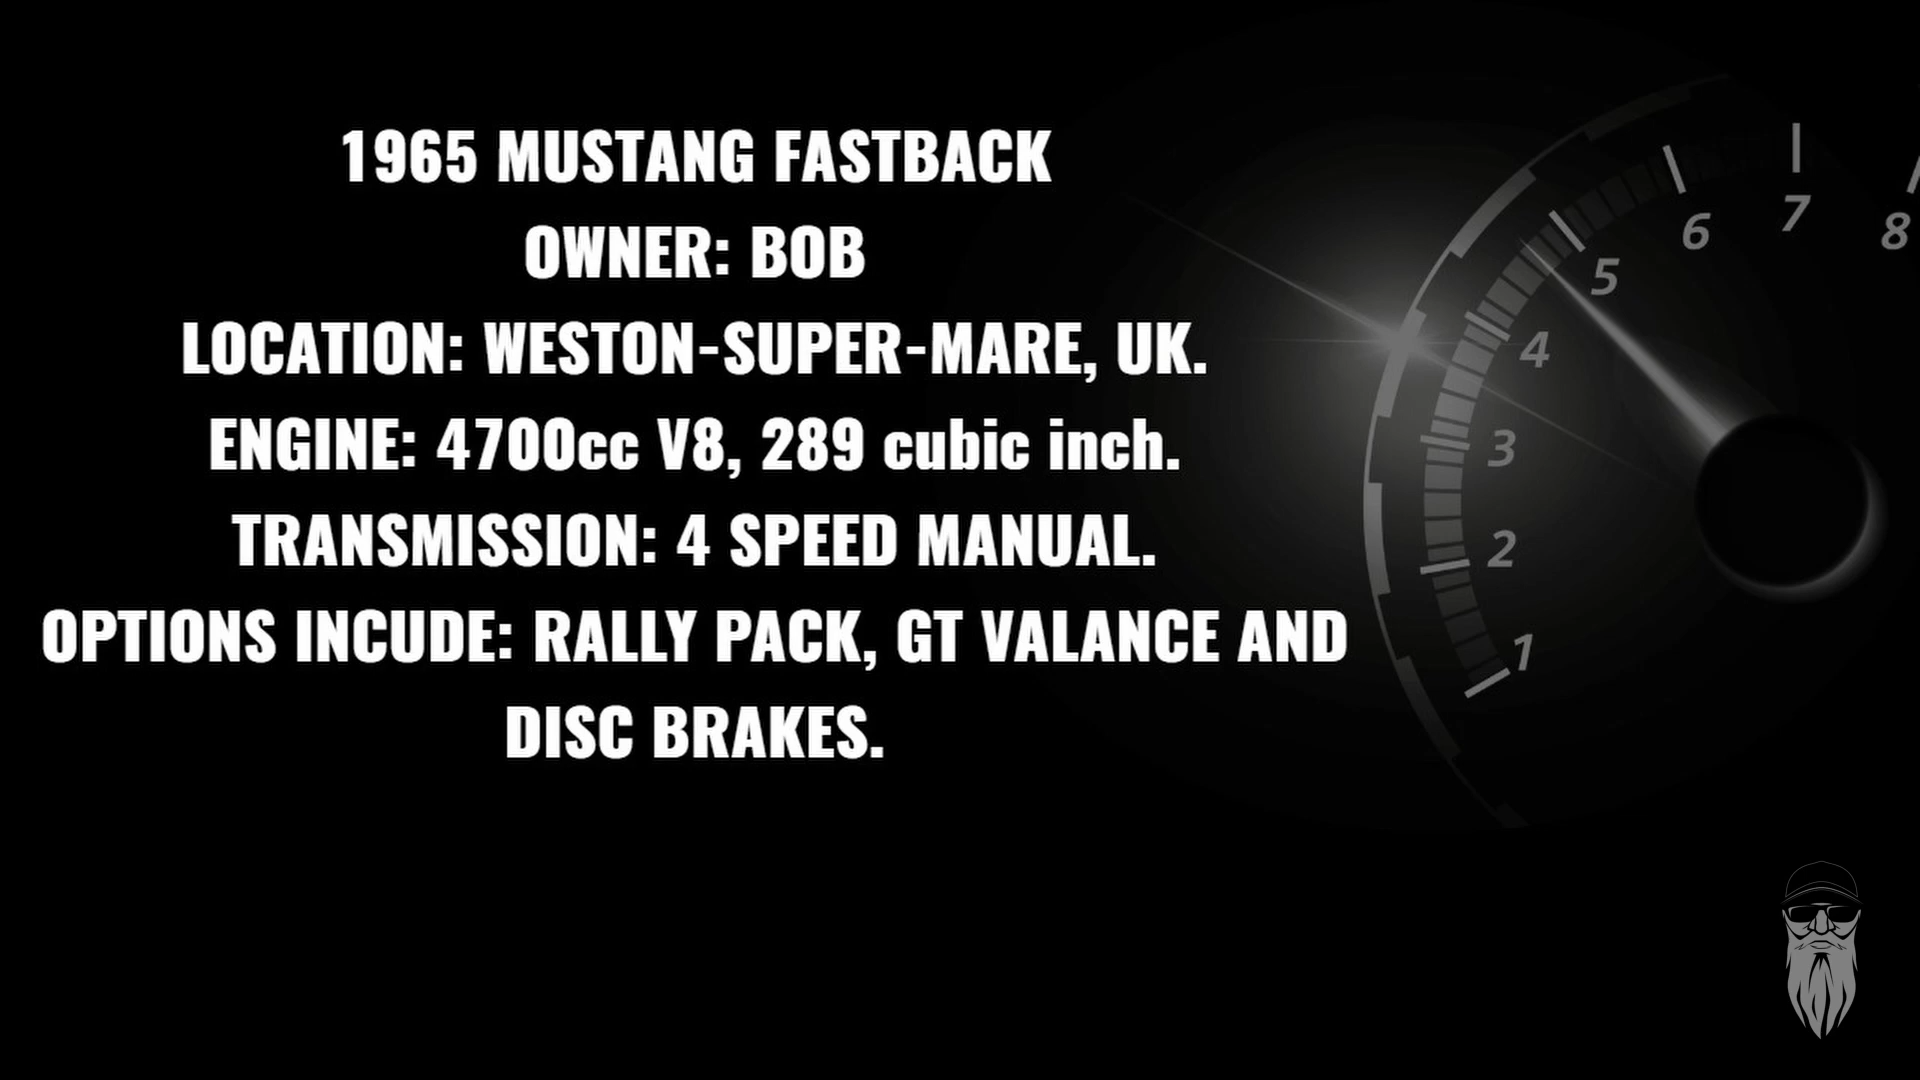 1965 MUSTANG FASTBACK
OWNER: BOB
LOCATION: WESTON-SUPER-MARE, UK.
ENGINE: 4700cc V8, 289 cubic inch.
TRANSMISSION: 4 SPEED MANUAL.
OPTIONS INCUDE: RALLY PACK, GT VALANCE AND
DISC BRAKES.
1
2
3
4
5
6
7
8